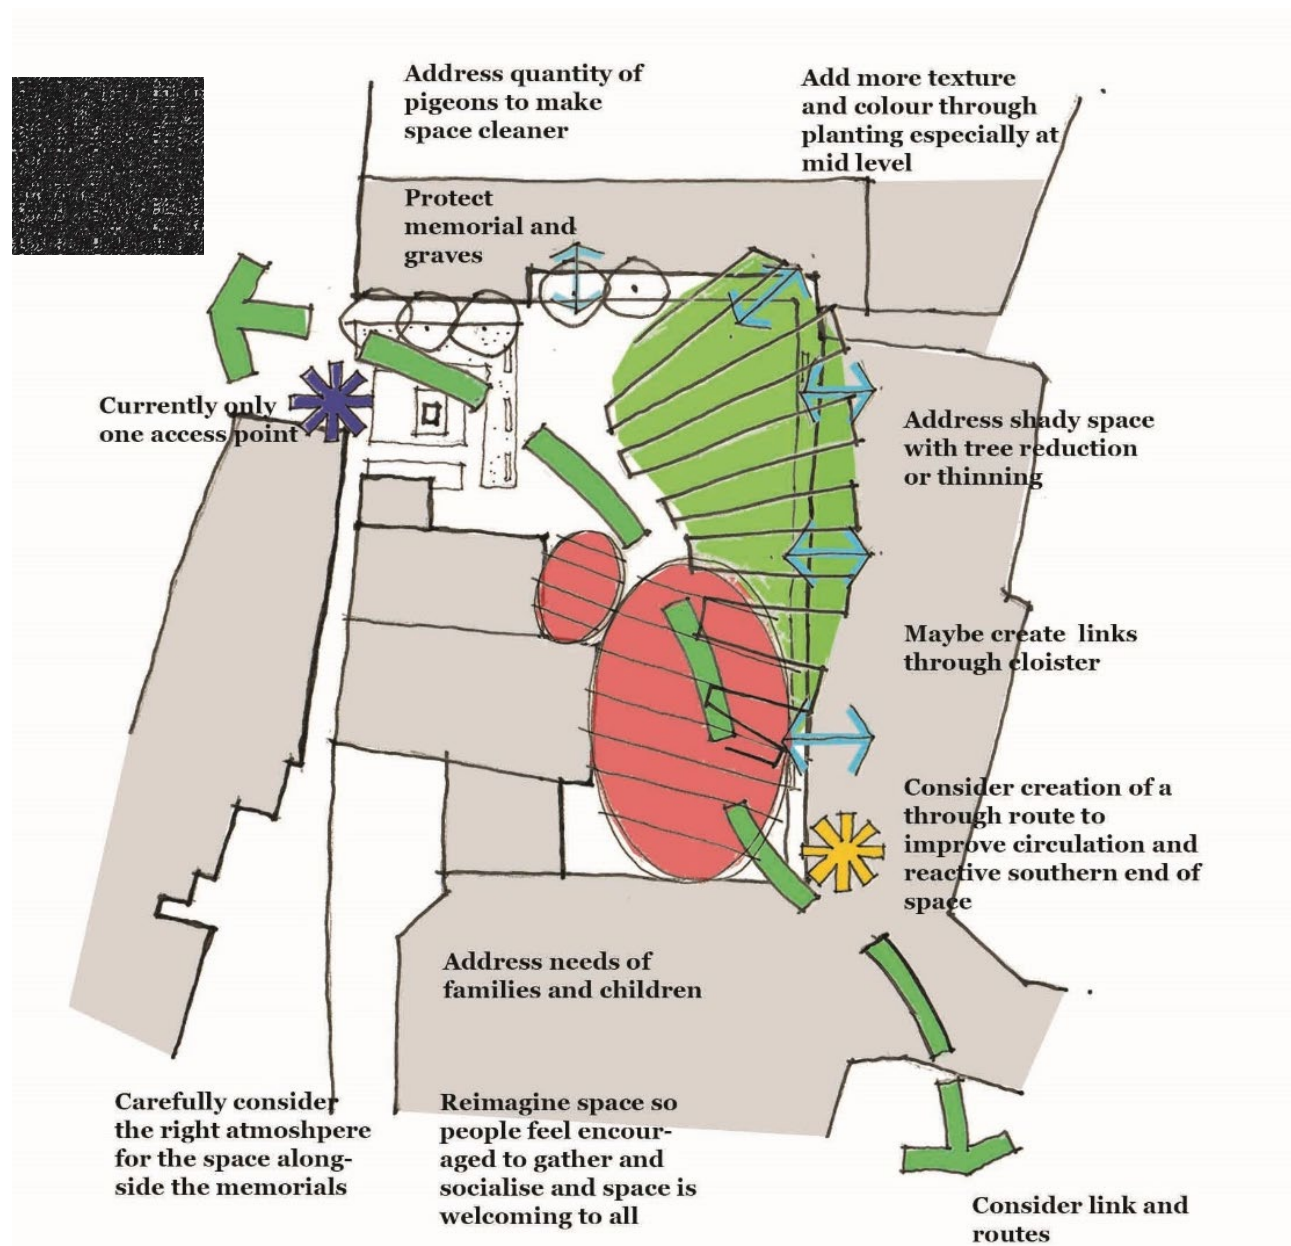 Address quantity of
pigeons to make
space cleaner
Add more texture
and colour through
planting especially at
mid level
Protect
memorial and
graves
Currently only
one access point
Address shady space
with tree reduction
or thinning
Maybe create links
through cloister
Consider creation of a
through route to
improve circulation and
reactive southern end of
space
Address needs of
families and children
Carefully consider
the right atmoshpere
for the space along-
side the memorials
Reimagine space so
people feel encour-
aged to gather and
socialise and space is
welcoming to all
Consider link and
routes